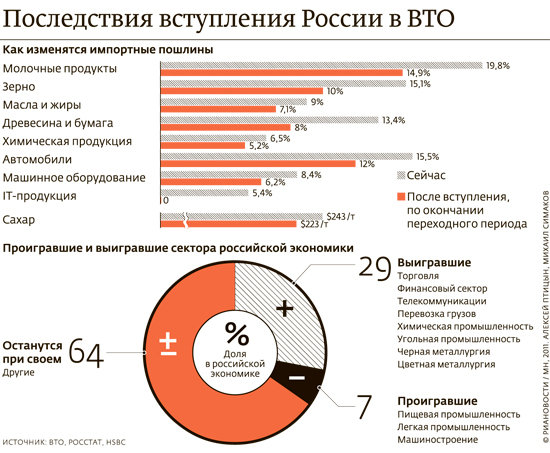 Последствия вступления России в ВТО
Как изменятся импортные пошлины
Молочные продукты 19,8%
14,9%
Зерно 15,1%
10%
Масла и жиры 9%
7,1%
Древесина и бумага 13,4%
8%
Химическая продукция 6,5%
5,2%
Автомобили 15,5%
12%
Машинное оборудование 8,4%
6,2%
IT-продукция 5,4%
0
Сахар $243/т
$223/т
Сейчас
После вступления,
по окончании
переходного периода
Проигравшие и выигравшие сектора российской экономики
Останутся
при своем
Другие
64
±
+
–
%
Доля
в российской
экономике
29
Выигравшие
Торговля
Финансовый сектор
Телекоммуникации
Перевозка грузов
Химическая промышленность
Угольная промышленность
Черная металлургия
Цветная металлургия
7
Проигравшие
Пищевая промышленность
Легкая промышленность
Машиностроение
ИСТОЧНИК: ВТО, РОССТАТ, HSBC
© РИАНОВОСТИ / МН, 2011. АЛЕКСЕЙ ПТИЦЫН, МИХАИЛ СИМАКОВ